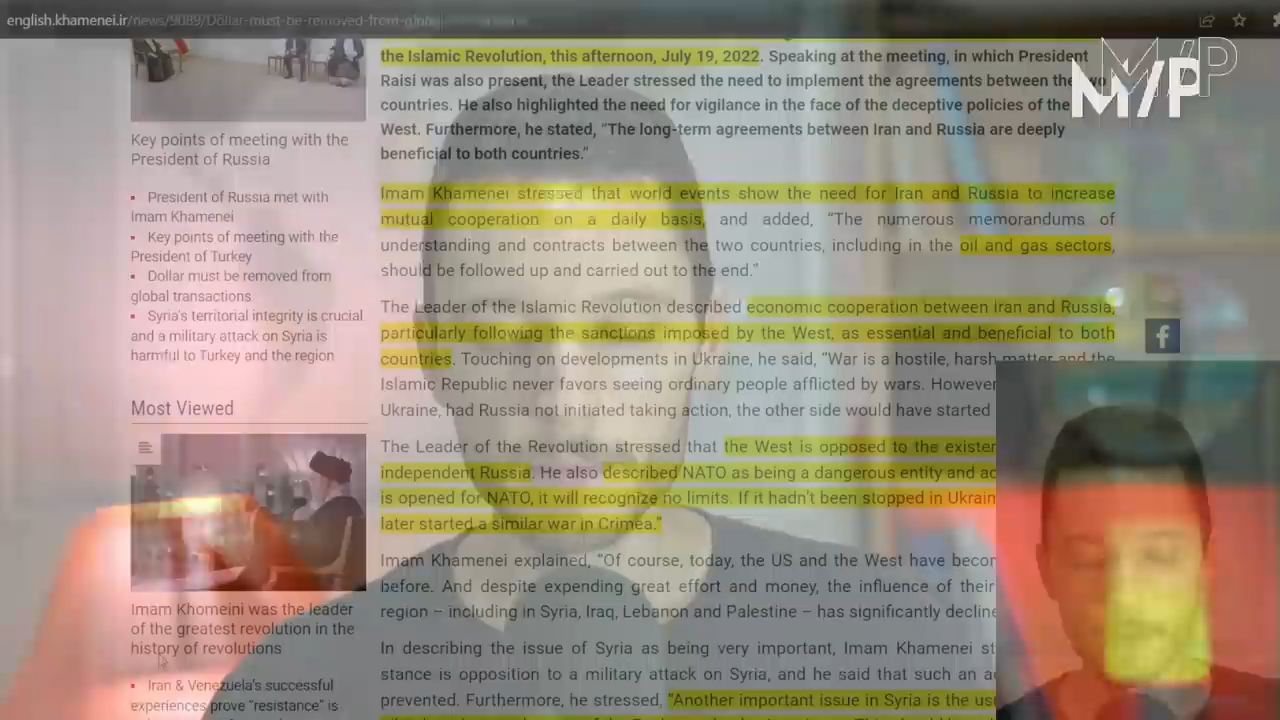 english.khamenei.ir/news/9089/Dollar-must-be-removed-from-global
M/P
Key points of meeting with the
President of Russia
President of Russia met with
Imam Khamenei
Key points of meeting with the
President of Turkey
Dollar must be removed from
global transactions
Syria's territorial integrity is crucial
and a military attack on Syria is
harmful to Turkey and the region
Most Viewed
Imam Khomeini was the leader
of the greatest revolution in the
history of revolutions
Iran & Venezuela's successful
experiences prove “resistance” is
the Islamic Revolution, this afternoon, July 19, 2022. Speaking at the meeting, in which President
Raisi was also present, the Leader stressed the need to implement the agreements between the two
countries. He also highlighted the need for vigilance in the face of the deceptive policies of the
West. Furthermore, he stated, “The long-term agreements between Iran and Russia are deeply
beneficial to both countries.”
Imam Khamenei stressed that world events show the need for Iran and Russia to increase
mutual cooperation on a daily basis, and added, “The numerous memorandums of
understanding and contracts between the two countries, including in the oil and gas sectors,
should be followed up and carried out to the end.”
The Leader of the Islamic Revolution described economic cooperation between Iran and Russia,
particularly following the sanctions imposed by the West, as essential and beneficial to both
countries. Touching on developments in Ukraine, he said, “War is a hostile, harsh matter and the
Islamic Republic never favors seeing ordinary people afflicted by wars. However
Ukraine, had Russia not initiated taking action, the other side would have started
The Leader of the Revolution stressed that the West is opposed to the existen
independent Russia. He also described NATO as being a dangerous entity and ad
is opened for NATO, it will recognize no limits. If it hadn't been stopped in Ukrain
later started a similar war in Crimea.”
Imam Khamenei explained, “Of course, today, the US and the West have becom
before. And despite expending great effort and money, the influence of their
region – including in Syria, Iraq, Lebanon and Palestine – has significantly decline
In describing the issue of Syria as being very important, Imam Khamenei st
stance is opposition to a military attack on Syria, and he said that such an a
prevented. Furthermore, he stressed, “Another important issue in Syria is the us
f